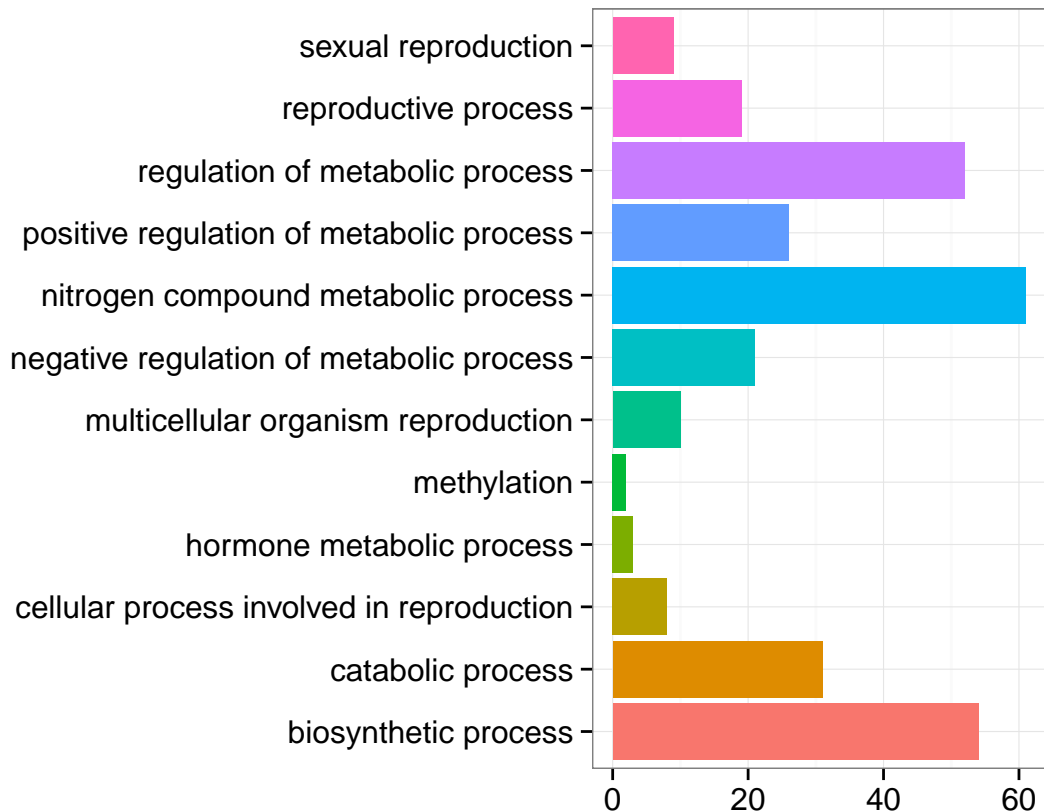 sexual reproduction
reproductive process
regulation of metabolic process
positive regulation of metabolic process
nitrogen compound metabolic process
negative regulation of metabolic process
multicellular organism reproduction
methylation
hormone metabolic process
cellular process involved in reproduction
catabolic process
biosynthetic process
0 20 40 60